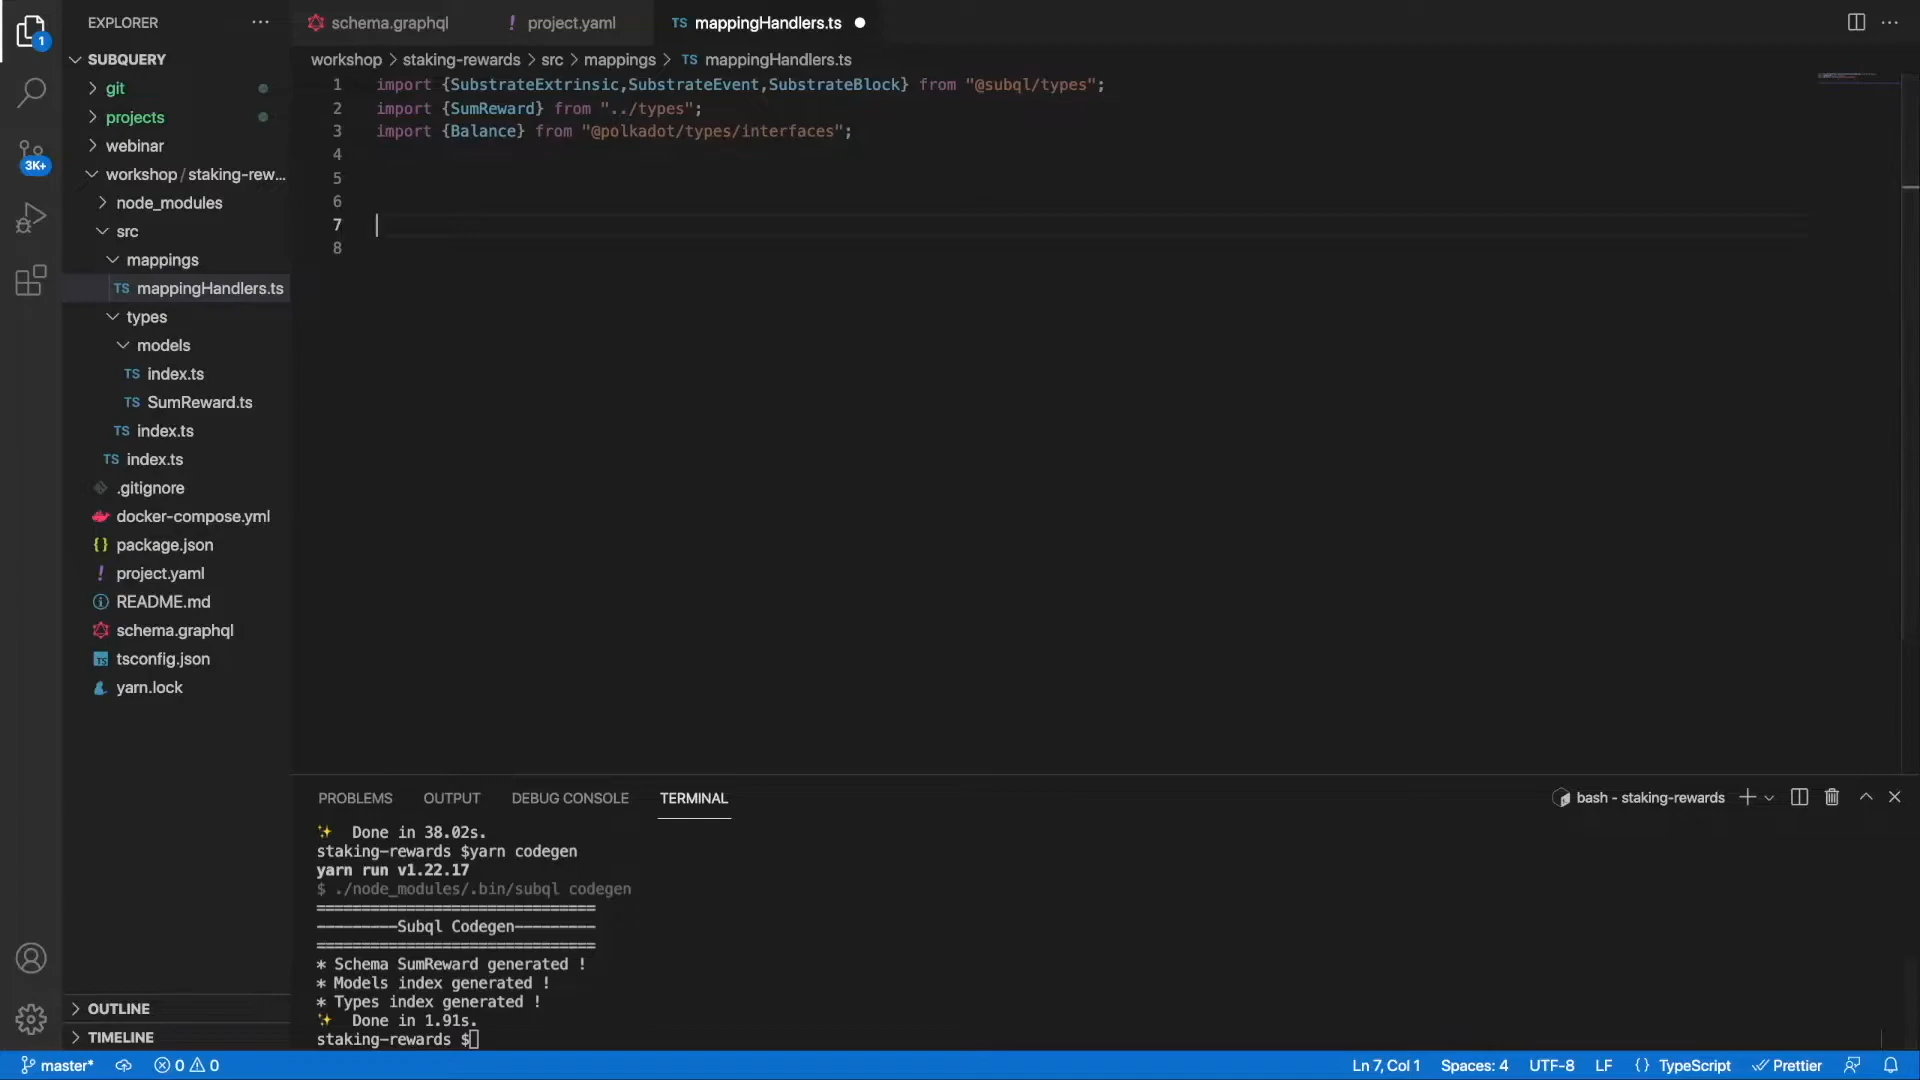 EXPLORER
schema.graphql
! project.yaml
TS mappingHandlers.ts
1
SUBQUERY
git
projects
webinar
workshop / staking-rew...
node_modules
src
mappings
TS mappingHandlers.ts
types
models
TS index.ts
TS SumReward.ts
TS index.ts
TS index.ts
.gitignore
docker-compose.yml
{} package.json
! project.yaml
README.md
schema.graphql
TS tsconfig.json
yarn.lock
OUTLINE
TIMELINE
3K+
workshop > staking-rewards > src > mappings > TS mappingHandlers.ts
1 import {SubstrateExtrinsic,SubstrateEvent,SubstrateBlock} from "@subql/types";
2 import {SumReward} from "../types";
3 import {Balance} from "@polkadot/types/interfaces";
4
5
6
7
8
PROBLEMS OUTPUT DEBUG CONSOLE TERMINAL
bash - staking-rewards
✨ Done in 38.02s.
staking-rewards $yarn codegen
yarn run v1.22.17
$ ./node_modules/.bin/subql codegen
===============================
---------Subql Codegen---------
===============================
* Schema SumReward generated !
* Models index generated !
* Types index generated !
✨ Done in 1.91s.
staking-rewards $
master* 0 0
Ln 7, Col 1 Spaces: 4 UTF-8 LF {} TypeScript Prettier